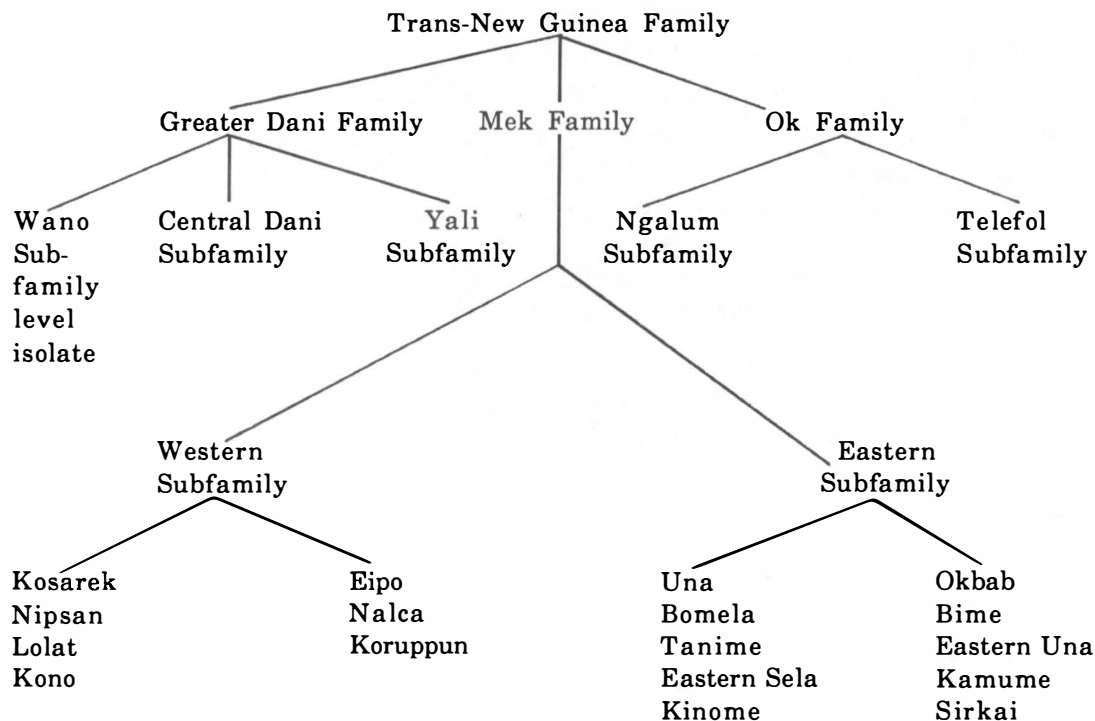 Trans-New Guinea Family
Greater Dani Family
Mek Family
Ok Family
Wano
Sub-
family
level
isolate
Central Dani
Subfamily
Yali
Subfamily
Ngalum
Subfamily
Telefol
Subfamily
Western
Subfamily
Eastern
Subfamily
Kosarek
Nipsan
Lolat
Kono
Eipo
Nalca
Koruppun
Una
Bomela
Tanime
Eastern Sela
Kinome
Okbab
Bime
Eastern Una
Kamume
Sirkai